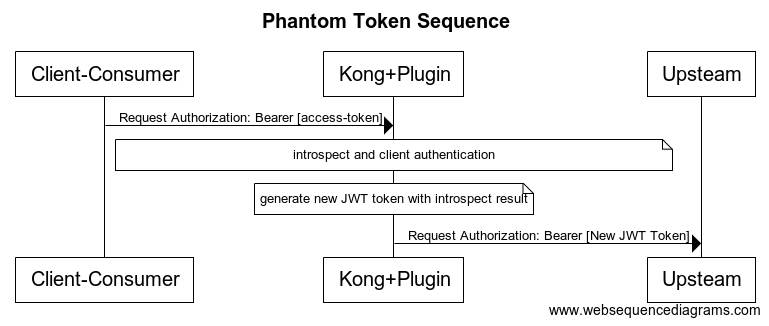 Phantom Token Sequence
Client-Consumer
Kong+Plugin
Upsteam
Request Authorization: Bearer [access-token]
introspect and client authentication
generate new JWT token with introspect result
Request Authorization: Bearer [New JWT Token]
Client-Consumer
Kong+Plugin
Upsteam
www.websequencediagrams.com